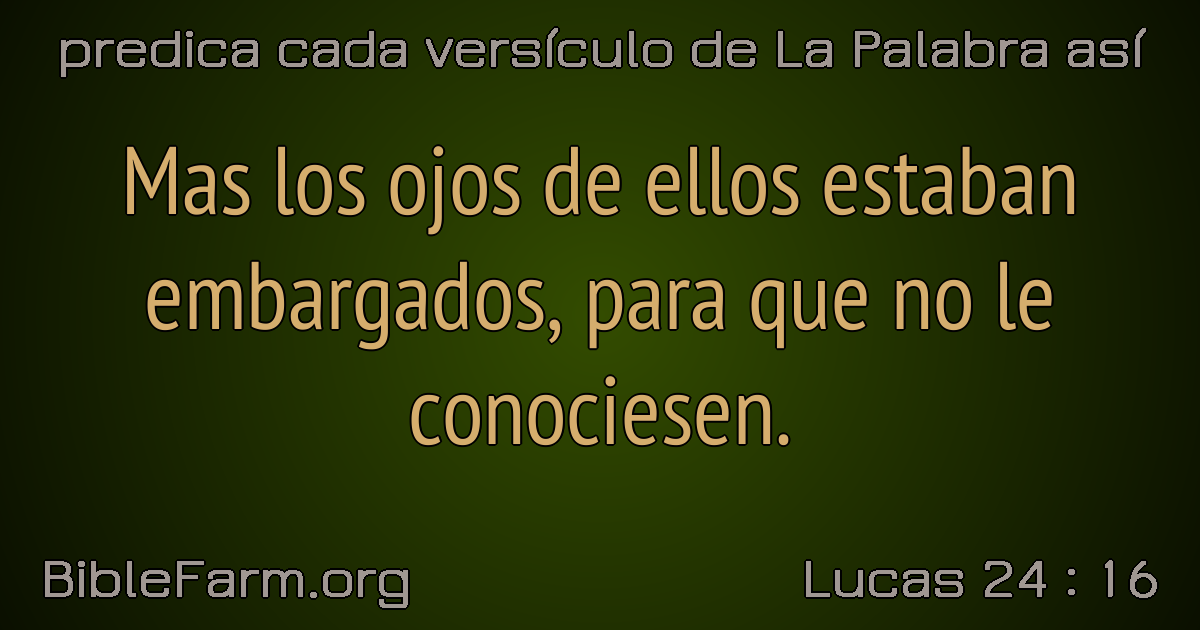 predica cada versículo de La Palabra así
Mas los ojos de ellos estaban
embargados, para que no le
conociesen.
BibleFarm.org
Lucas 24 : 16